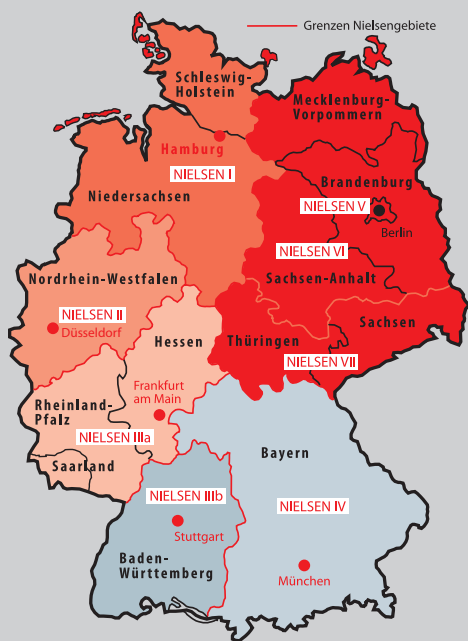 Grenzen Nielsengebiete
Schleswig-
Holstein
Mecklenburg-
Vorpommern
Hamburg
NIELSEN I
Niedersachsen
Brandenburg
NIELSEN V
Berlin
NIELSEN VI
Sachsen-Anhalt
Nordrhein-Westfalen
NIELSEN II
Düsseldorf
Hessen
Thüringen
Sachsen
NIELSEN VII
Frankfurt
am Main
Rheinland-
Pfalz
NIELSEN IIIa
Saarland
Bayern
NIELSEN IIIb
NIELSEN IV
Stuttgart
Baden-
Württemberg
München